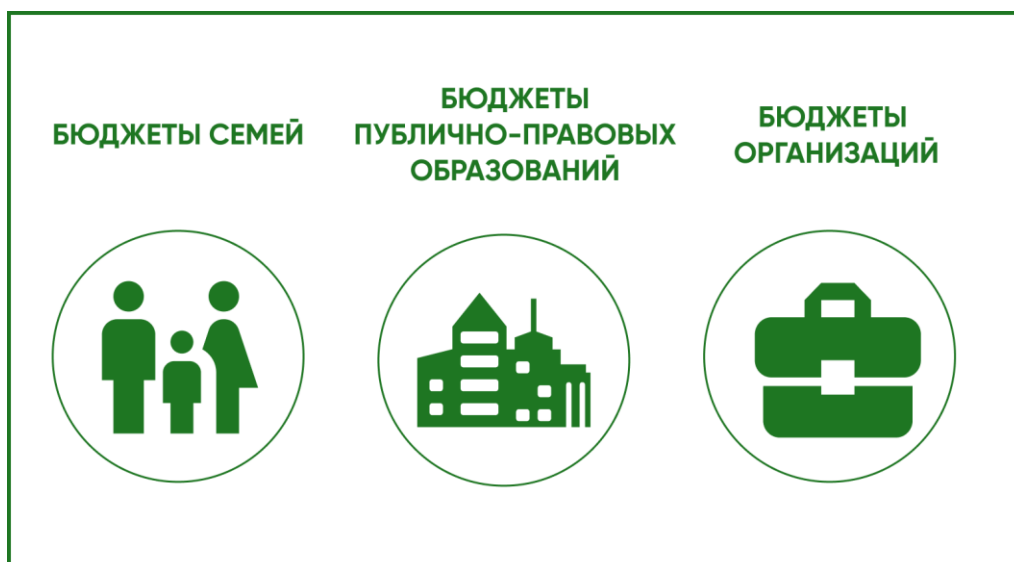 БЮДЖЕТЫ СЕМЕЙ
БЮДЖЕТЫ
ПУБЛИЧНО-ПРАВОВЫХ
ОБРАЗОВАНИЙ
БЮДЖЕТЫ
ОРГАНИЗАЦИЙ